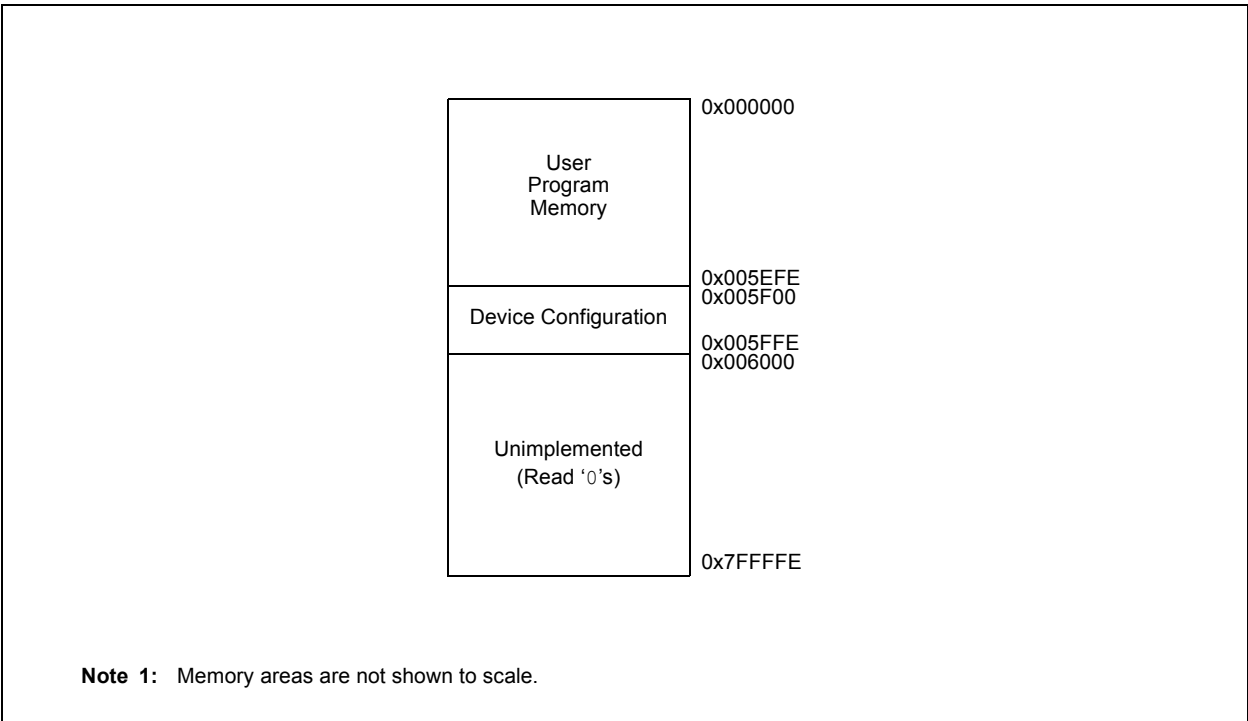 0x000000
User
Program
Memory
0x005EFE
0x005F00
Device Configuration
0x005FFE
0x006000
Unimplemented
(Read ‘0’s)
0x7FFFFE
Note 1: Memory areas are not shown to scale.